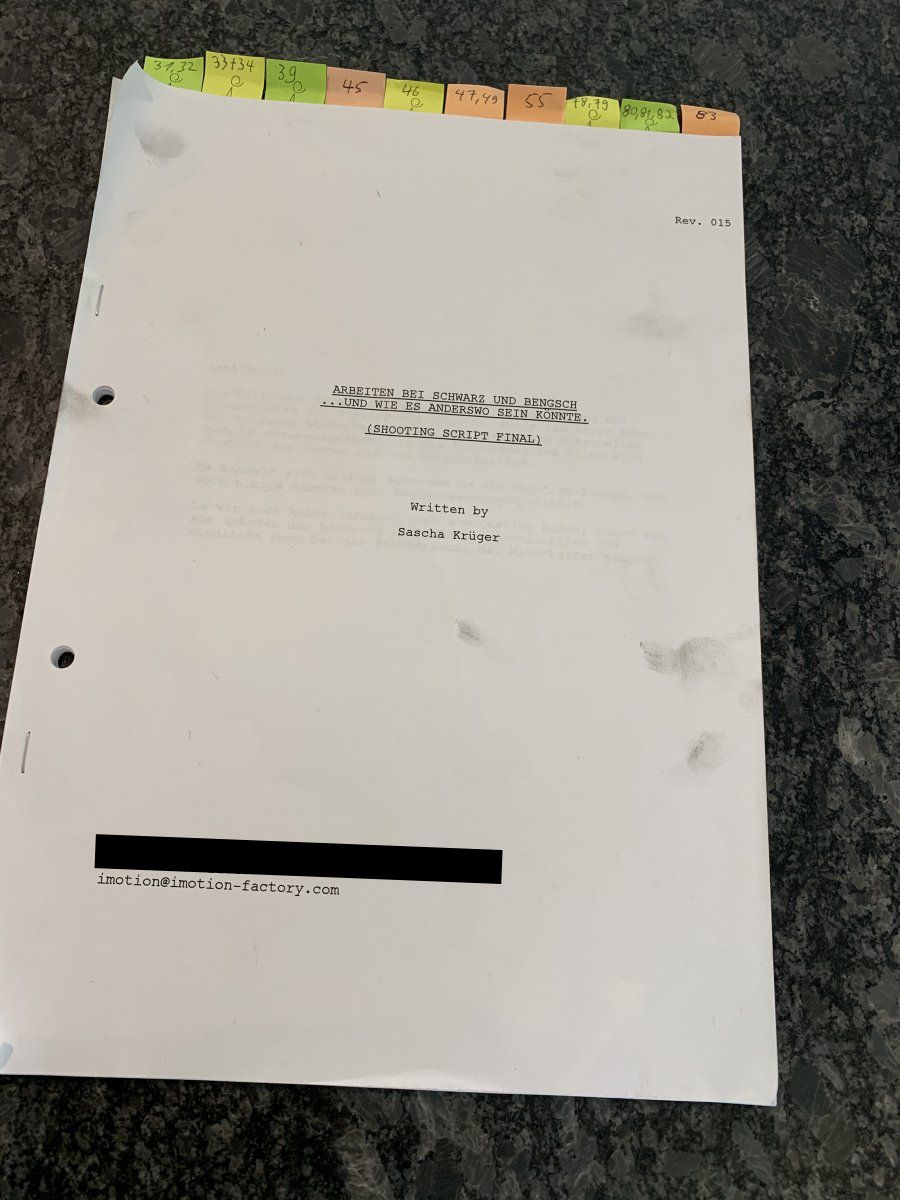 31,32
33+34
39
45
46
47,49
55
78,79
80,81,82
83
Rev. 015
ARBEITEN BEI SCHWARZ UND BENGSCH
...UND WIE ES ANDERSWO SEIN KÖNNTE.
(SHOOTING SCRIPT FINAL)
Written by
Sascha Krüger
imotion@imotion-factory.com